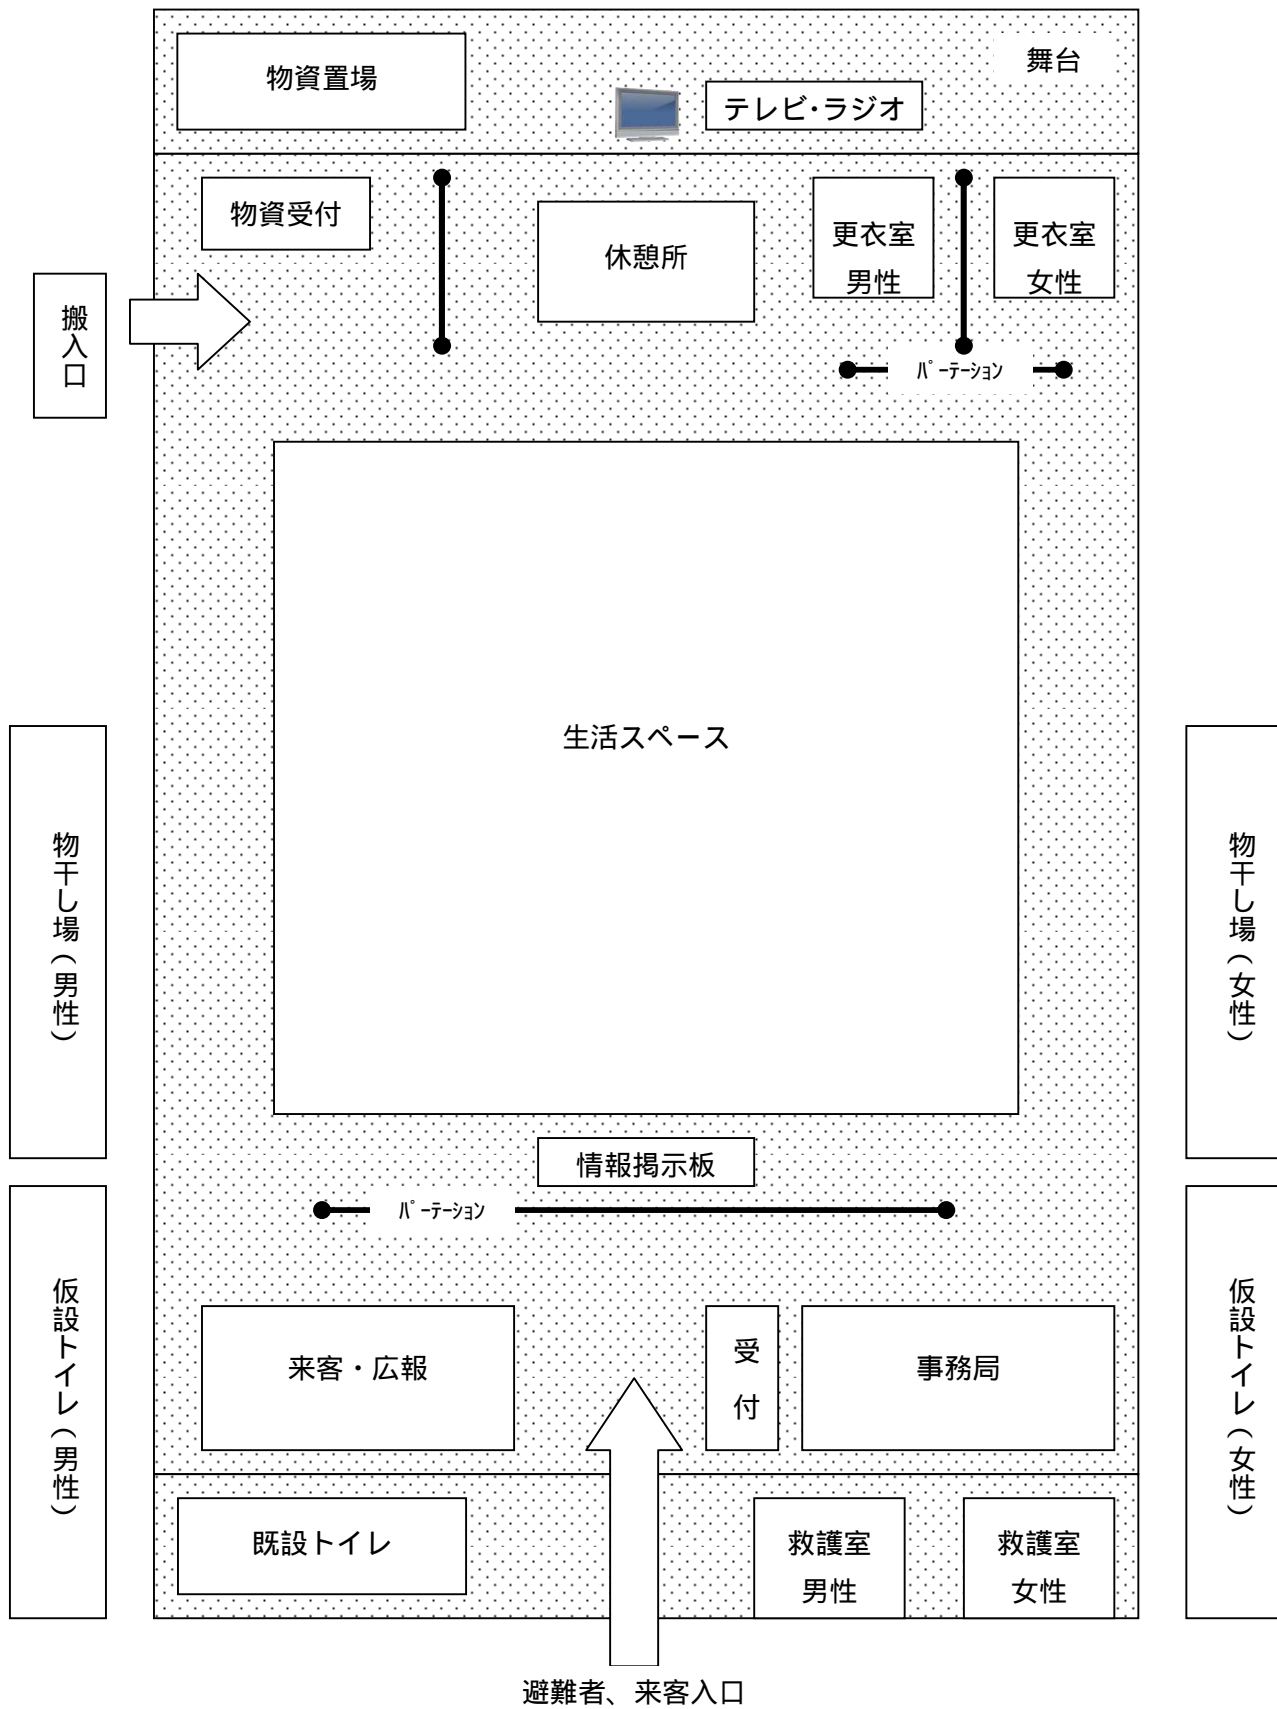 物資置場
舞台
テレビ・ラジオ
物資受付
休憩所
更衣室
男性
更衣室
女性
搬入口
ﾊﾟｰﾃｰｼｮﾝ
生活スペース
物干し場（男性）
物干し場（女性）
情報掲示板
ﾊﾟｰﾃｰｼｮﾝ
仮設トイレ（男性）
仮設トイレ（女性）
来客・広報
受付
事務局
既設トイレ
救護室
男性
救護室
女性
避難者、来客入口